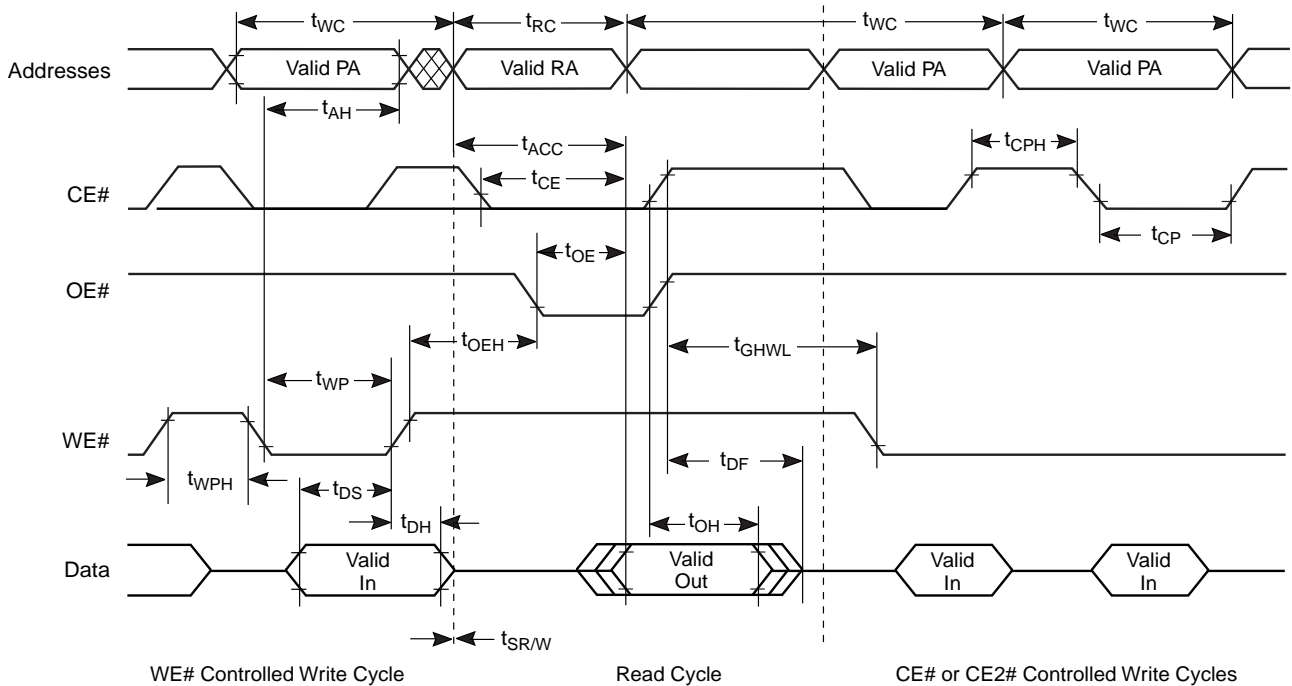 tWC tRC tWC tWC
Addresses Valid PA Valid RA Valid PA Valid PA
tAH
tACC
tCPH
tCE
CE#
tCP
tOE
OE#
tOEH
tGHWL
tWP
WE#
tDF
tWPH
tDS
tDH
tOH
Data
Valid In
Valid Out
Valid In
Valid In
tSR/W
WE# Controlled Write Cycle Read Cycle CE# or CE2# Controlled Write Cycles